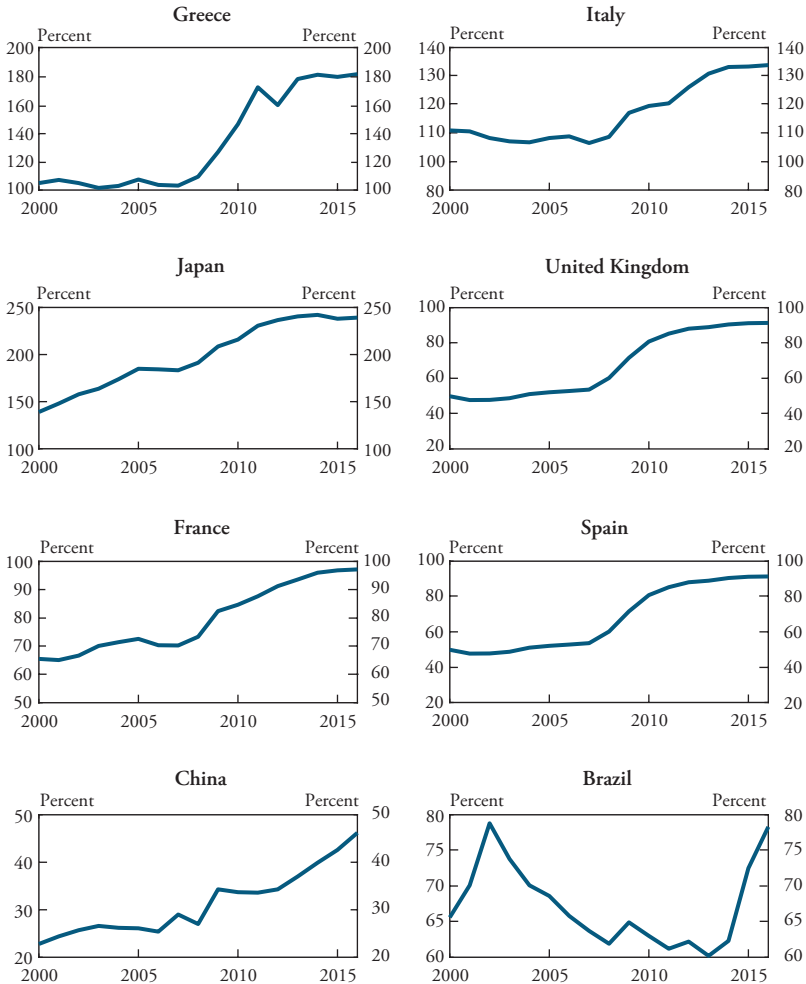 Greece
Percent Percent
200 200
180 180
160 160
140 140
120 120
100 100
2000 2005 2010 2015
Italy
Percent Percent
140 140
130 130
120 120
110 110
100 100
90 90
80 80
2000 2005 2010 2015
Japan
Percent Percent
250 250
200 200
150 150
100 100
2000 2005 2010 2015
United Kingdom
Percent Percent
100 100
80 80
60 60
40 40
20 20
2000 2005 2010 2015
France
Percent Percent
100 100
90 90
80 80
70 70
60 60
50 50
2000 2005 2010 2015
Spain
Percent Percent
100 100
80 80
60 60
40 40
20 20
2000 2005 2010 2015
China
Percent Percent
50 50
40 40
30 30
20 20
2000 2005 2010 2015
Brazil
Percent Percent
80 80
75 75
70 70
65 65
60 60
2000 2005 2010 2015